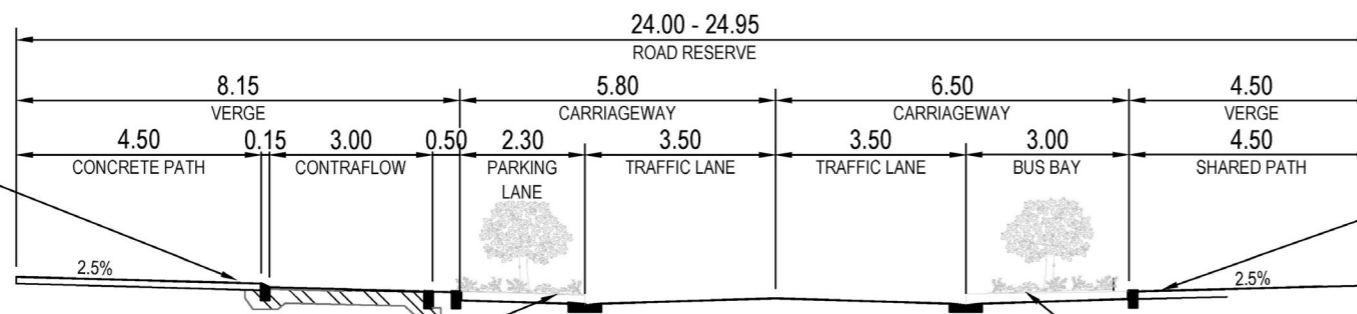 24.00 - 24.95
ROAD RESERVE
8.15 5.80 6.50 4.50
VERGE CARRIAGEWAY CARRIAGEWAY VERGE
4.50 0.15 3.00 0.50 2.30 3.50 3.50 3.00 4.50
CONCRETE PATH CONTRAFLOW PARKING TRAFFIC LANE TRAFFIC LANE BUS BAY SHARED PATH
LANE
2.5% 2.5%